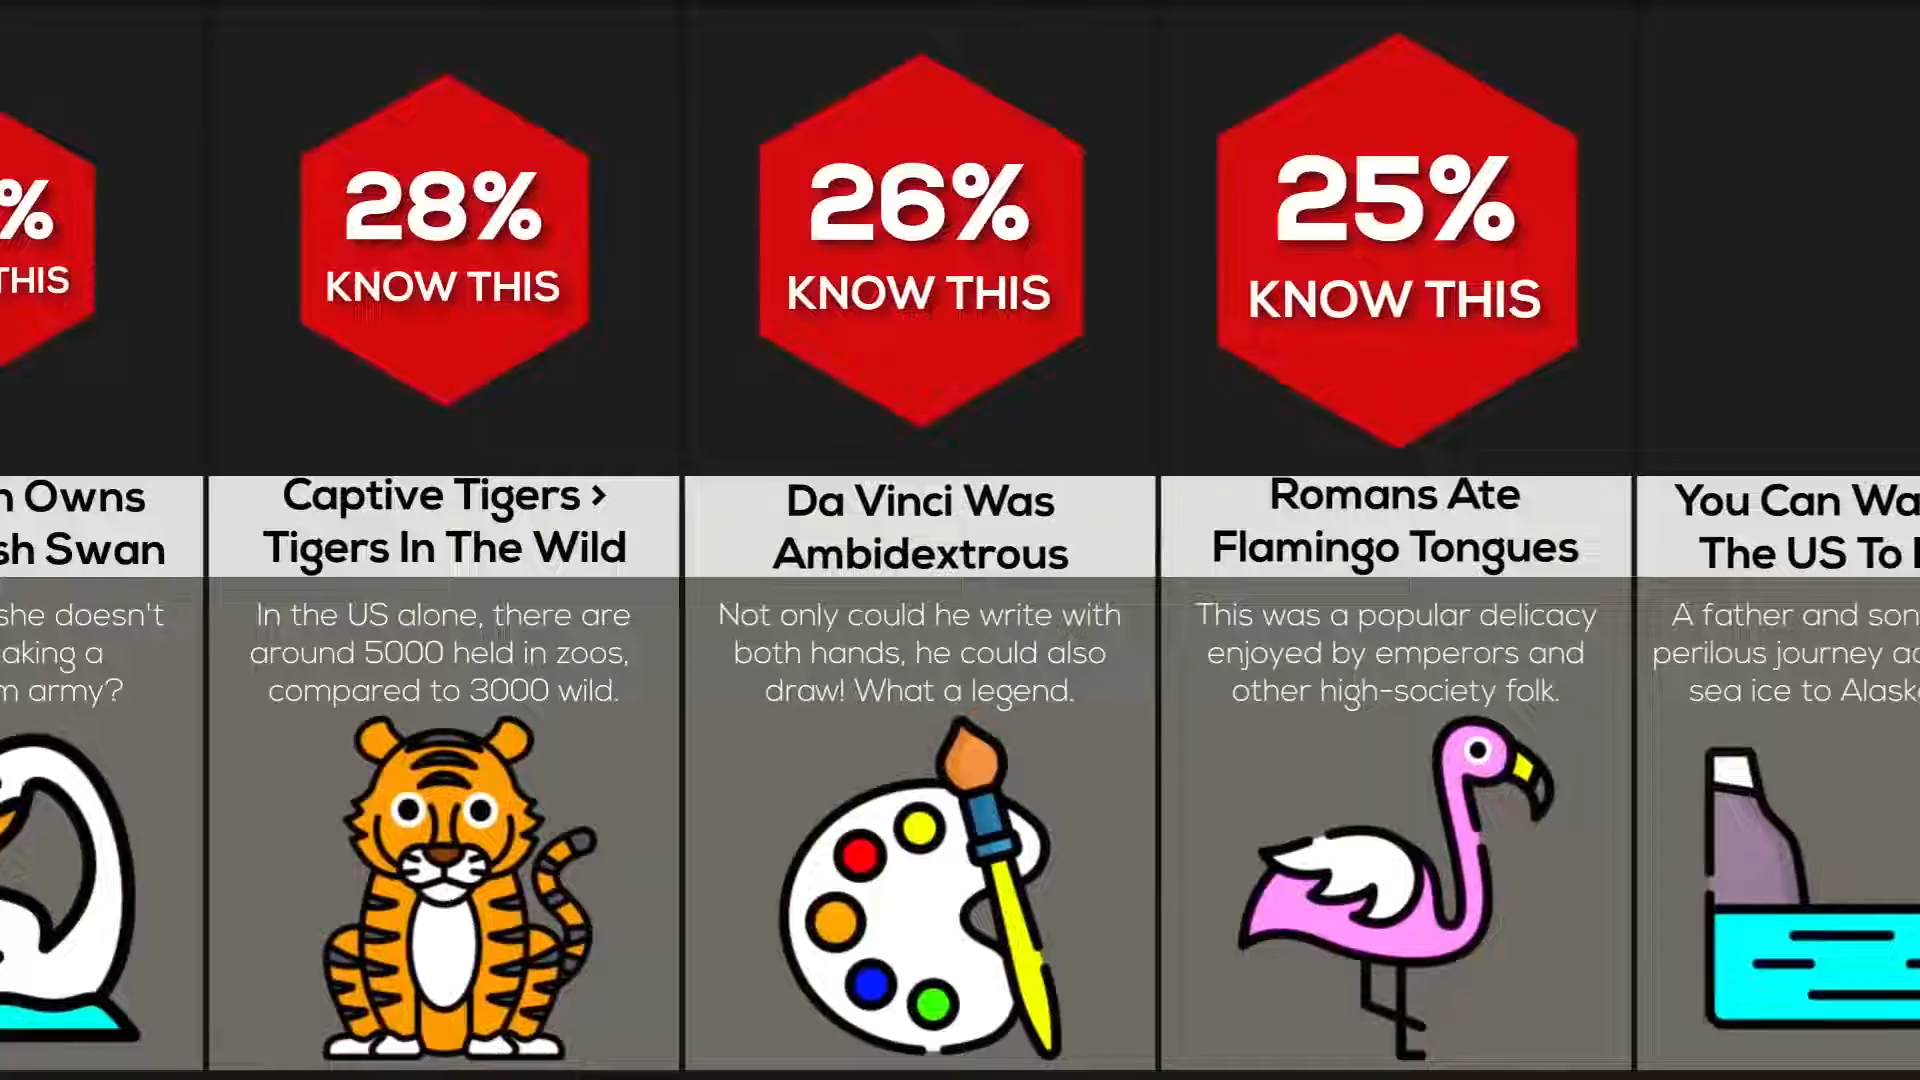 %
THIS
n Owns
sh Swan
she doesn't
aking a
m army?
28%
KNOW THIS
Captive Tigers >
Tigers In The Wild
In the US alone, there are
around 5000 held in zoos,
compared to 3000 wild.
26%
KNOW THIS
Da Vinci Was
Ambidextrous
Not only could he write with
both hands, he could also
draw! What a legend.
25%
KNOW THIS
Romans Ate
Flamingo Tongues
This was a popular delicacy
enjoyed by emperors and
other high-society folk.
You Can Wa
The US To
A father and son
perilous journey ac
sea ice to Alask